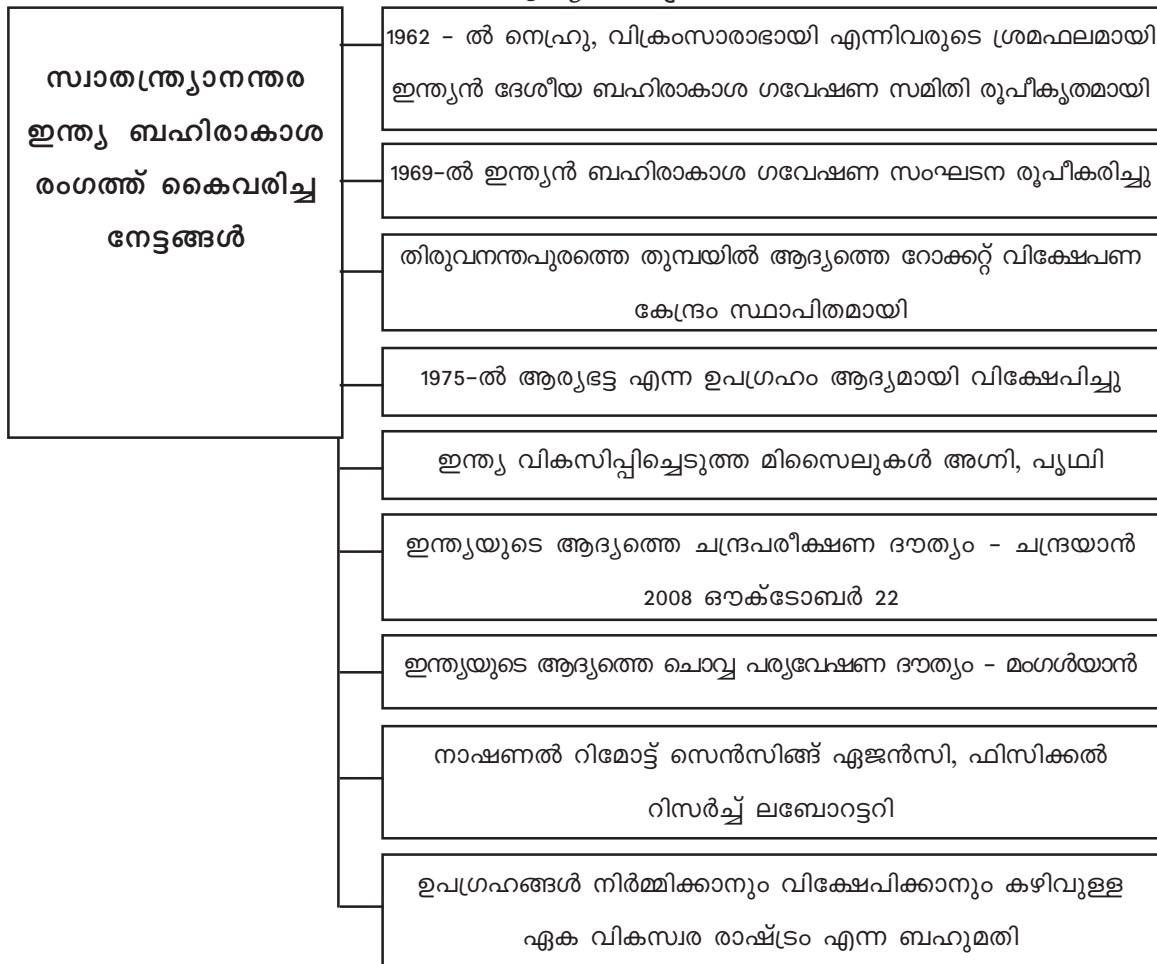 സ്വാതന്ത്ര്യാനന്തര
ഇന്ത്യ ബഹിരാകാശ
രംഗത്ത് കൈവരിച്ച
നേട്ടങ്ങൾ
1962 - ൽ നെഹ്രു, വിക്രംസാരാഭായി എന്നിവരുടെ ശ്രമഫലമായി
ഇന്ത്യൻ ദേശീയ ബഹിരാകാശ ഗവേഷണ സമിതി രൂപീകൃതമായി
1969-ൽ ഇന്ത്യൻ ബഹിരാകാശ ഗവേഷണ സംഘടന രൂപീകരിച്ചു
തിരുവനന്തപുരത്തെ തുമ്പയിൽ ആദ്യത്തെ റോക്കറ്റ് വിക്ഷേപണ
കേന്ദ്രം സ്ഥാപിതമായി
1975-ൽ ആര്യഭട്ട എന്ന ഉപഗ്രഹം ആദ്യമായി വിക്ഷേപിച്ചു
ഇന്ത്യ വികസിപ്പിച്ചെടുത്ത മിസൈലുകൾ അഗ്നി, പൃഥ്വി
ഇന്ത്യയുടെ ആദ്യത്തെ ചന്ദ്രപരീക്ഷണ ദൗത്യം - ചന്ദ്രയാൻ
2008 ഒൗക്ടോബർ 22
ഇന്ത്യയുടെ ആദ്യത്തെ ചൊവ്വ പര്യവേഷണ ദൗത്യം - മംഗൾയാൻ
നാഷണൽ റിമോട്ട് സെൻസിങ്ങ് ഏജൻസി, ഫിസിക്കൽ
റിസർച്ച് ലബോറട്ടറി
ഉപഗ്രഹങ്ങൾ നിർമ്മിക്കാനും വിക്ഷേപിക്കാനും കഴിവുള്ള
ഏക വികസ്വര രാഷ്ട്രം എന്ന ബഹുമതി